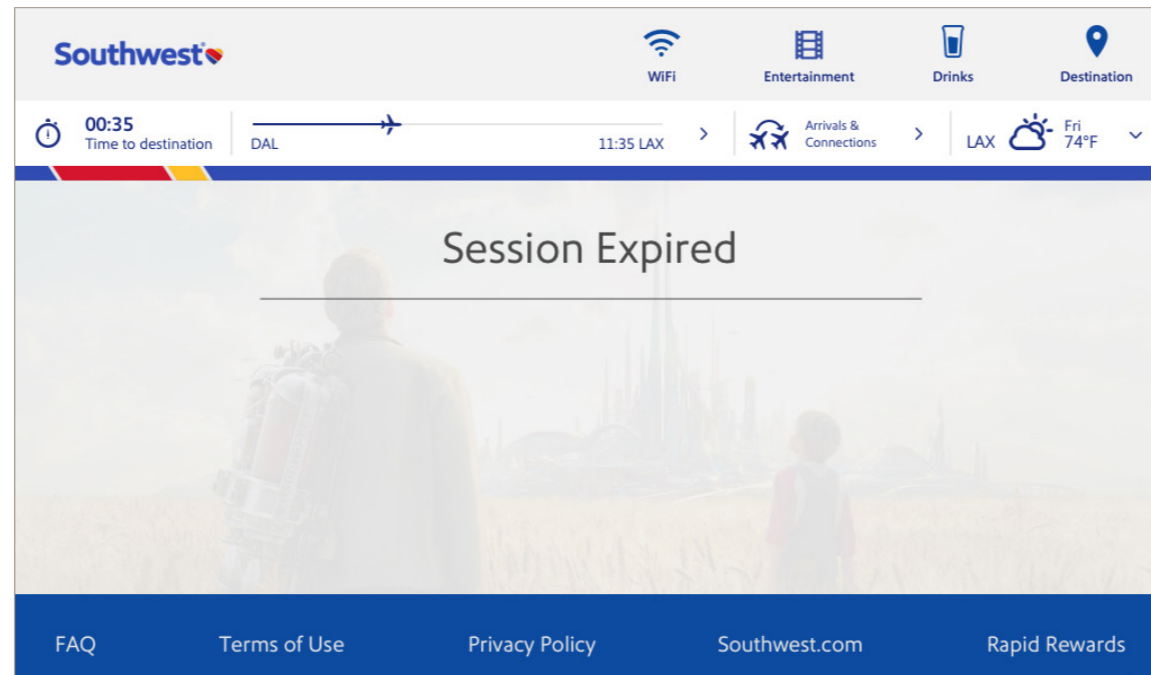 Southwest
WiFi
Entertainment
Drinks
Destination
00:35
Time to destination
DAL
11:35 LAX
Arrivals &
Connections
LAX
Fri
74°F
Session Expired
FAQ
Terms of Use
Privacy Policy
Southwest.com
Rapid Rewards